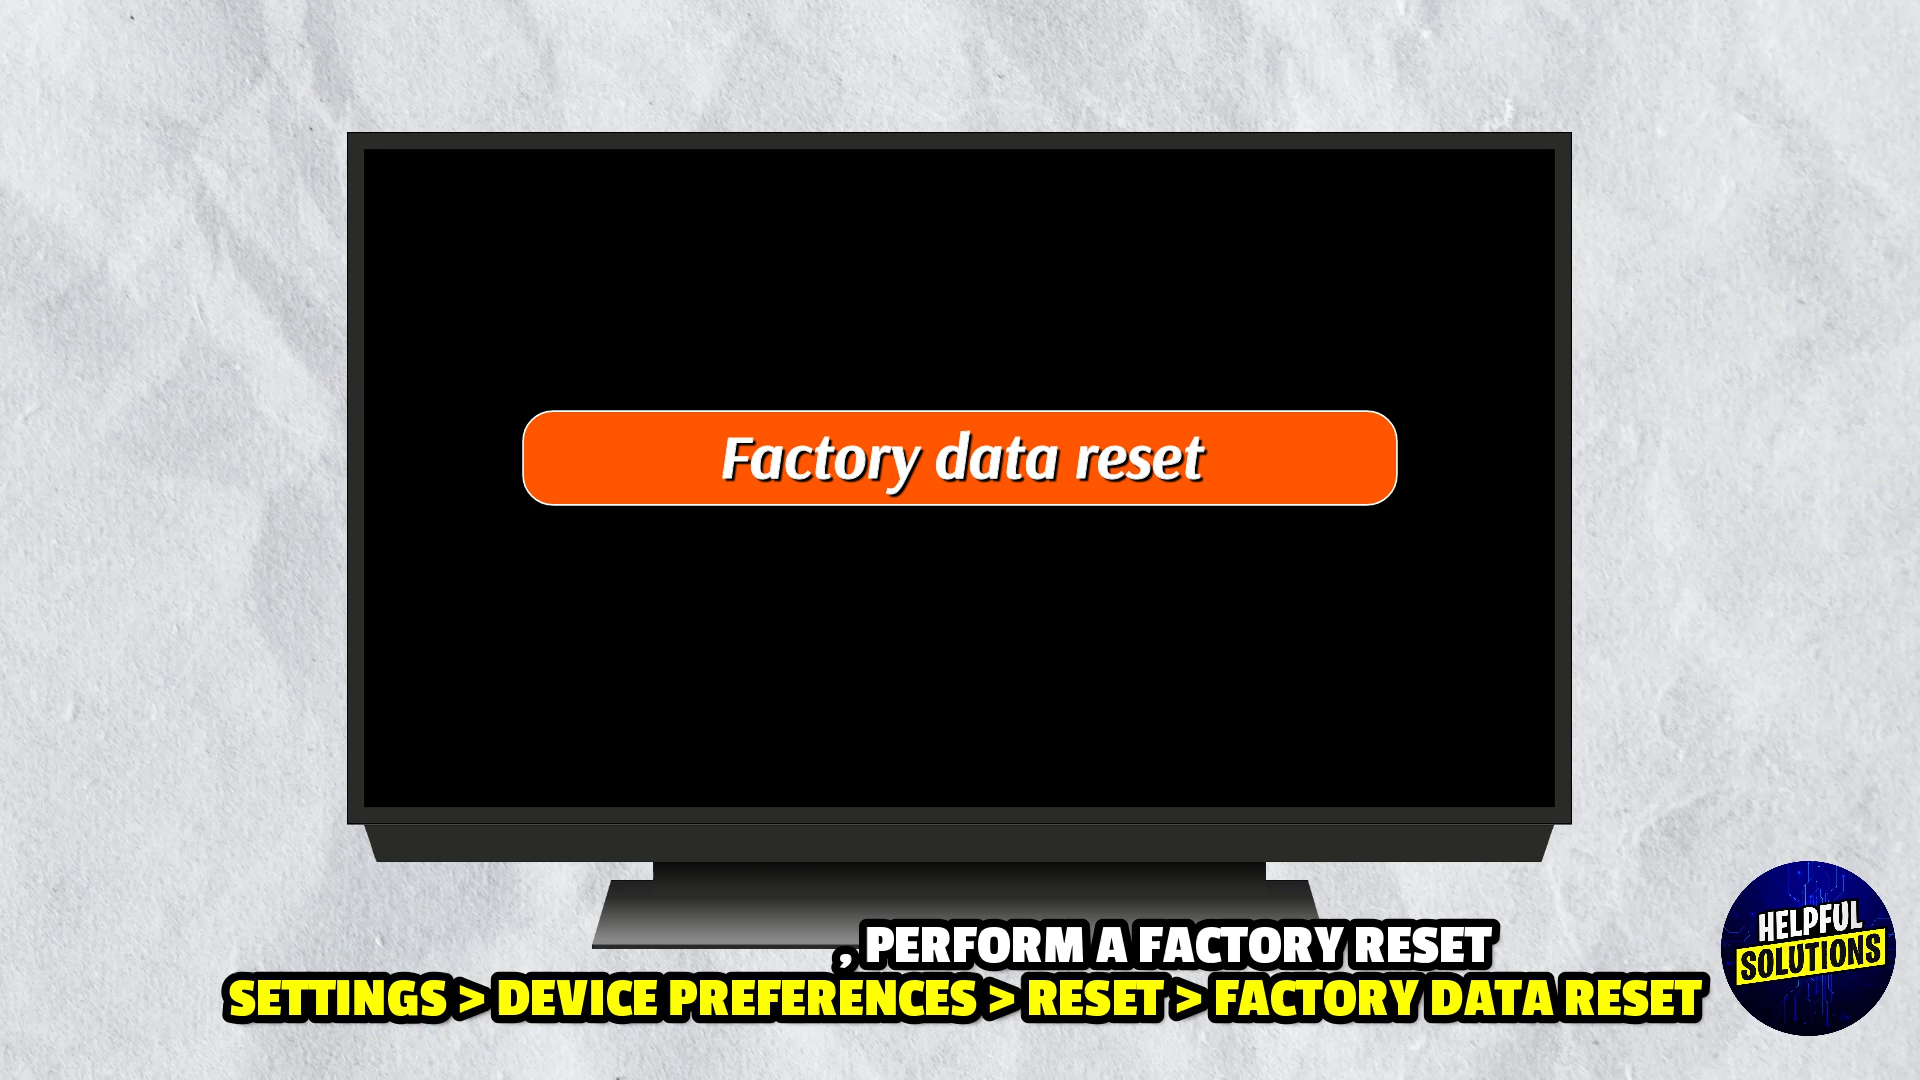 Factory data reset
, PERFORM A FACTORY RESET
SETTINGS > DEVICE PREFERENCES > RESET > FACTORY DATA RESET
HELPFUL
SOLUTIONS